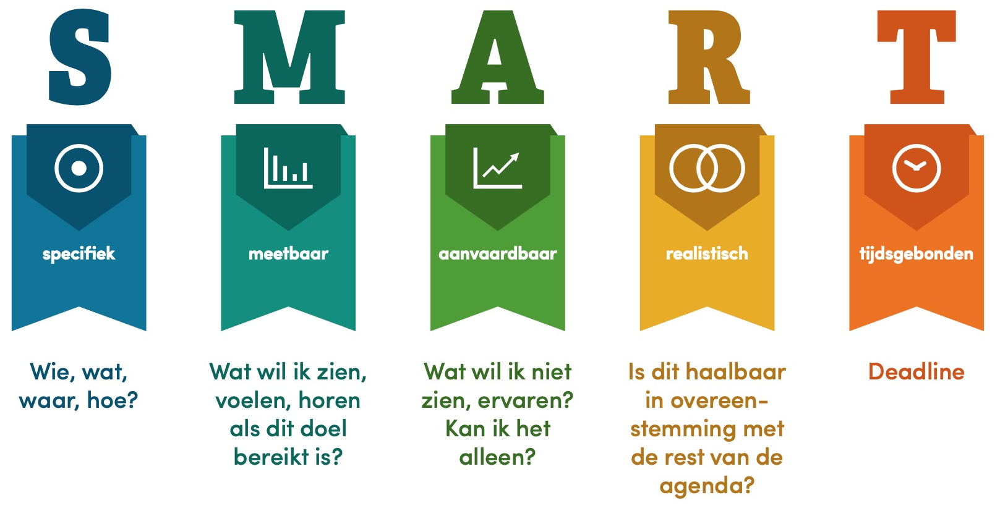 S M A R T
specifiek
meetbaar
aanvaardbaar
realistisch
tijdsgebonden
Wie, wat,
waar, hoe?
Wat wil ik zien,
voelen, horen
als dit doel
bereikt is?
Wat wil ik niet
zien, ervaren?
Kan ik het
alleen?
Is dit haalbaar
in overeen-
stemming met
de rest van de
agenda?
Deadline